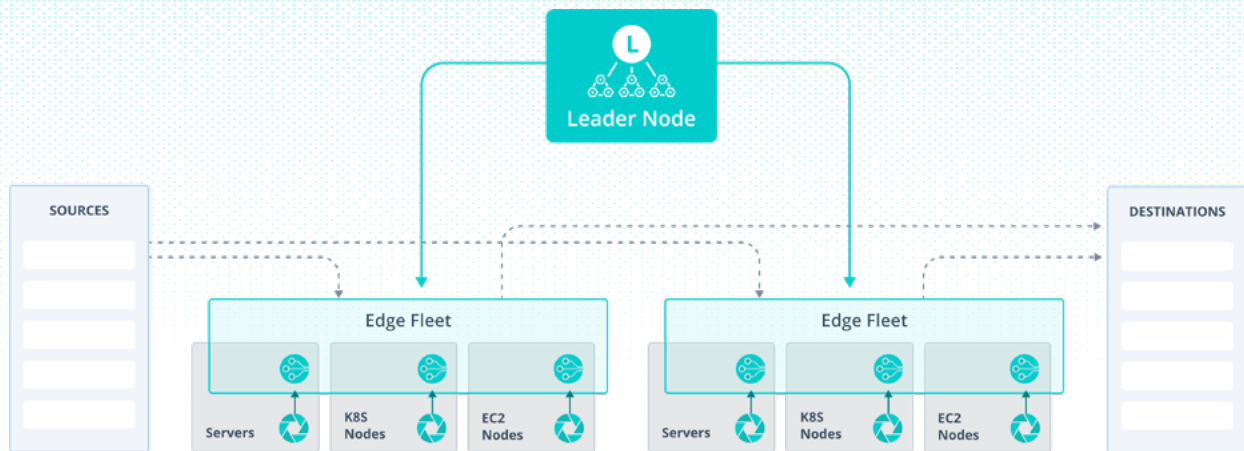 L
Leader Node
SOURCES
DESTINATIONS
Edge Fleet
Edge Fleet
Servers
K8S
Nodes
EC2
Nodes
Servers
K8S
Nodes
EC2
Nodes